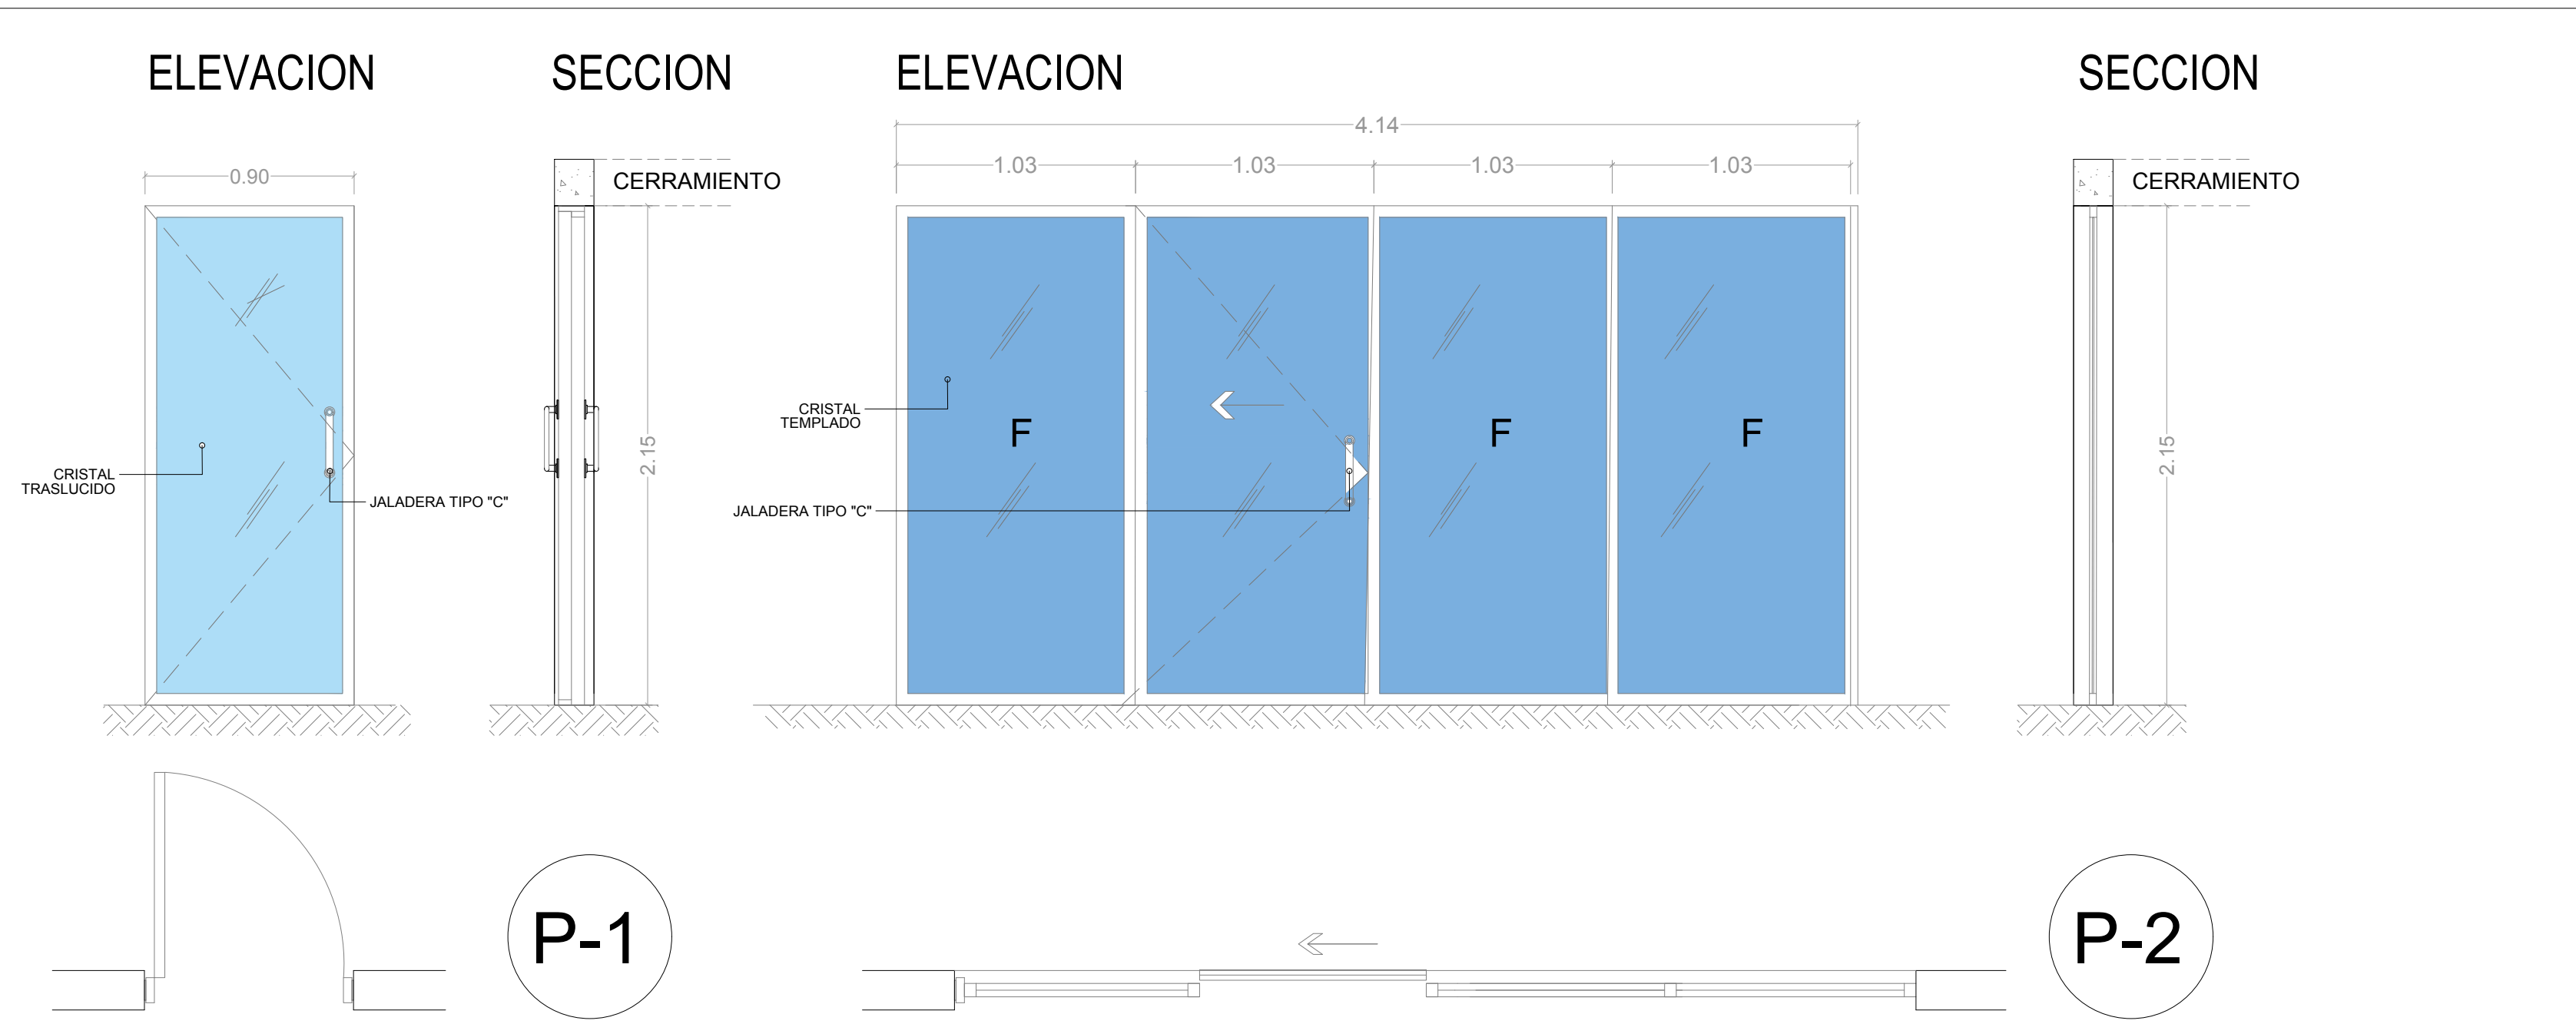 ELEVACION
SECCION
ELEVACION
SECCION
4.14
1.03
1.03
1.03
1.03
0.90
CERRAMIENTO
CERRAMIENTO
CRISTAL
TEMPLADO
F
F
F
2.15
2.15
CRISTAL
TRASLUCIDO
JALADERA TIPO "C"
JALADERA TIPO "C"
P-1
P-2